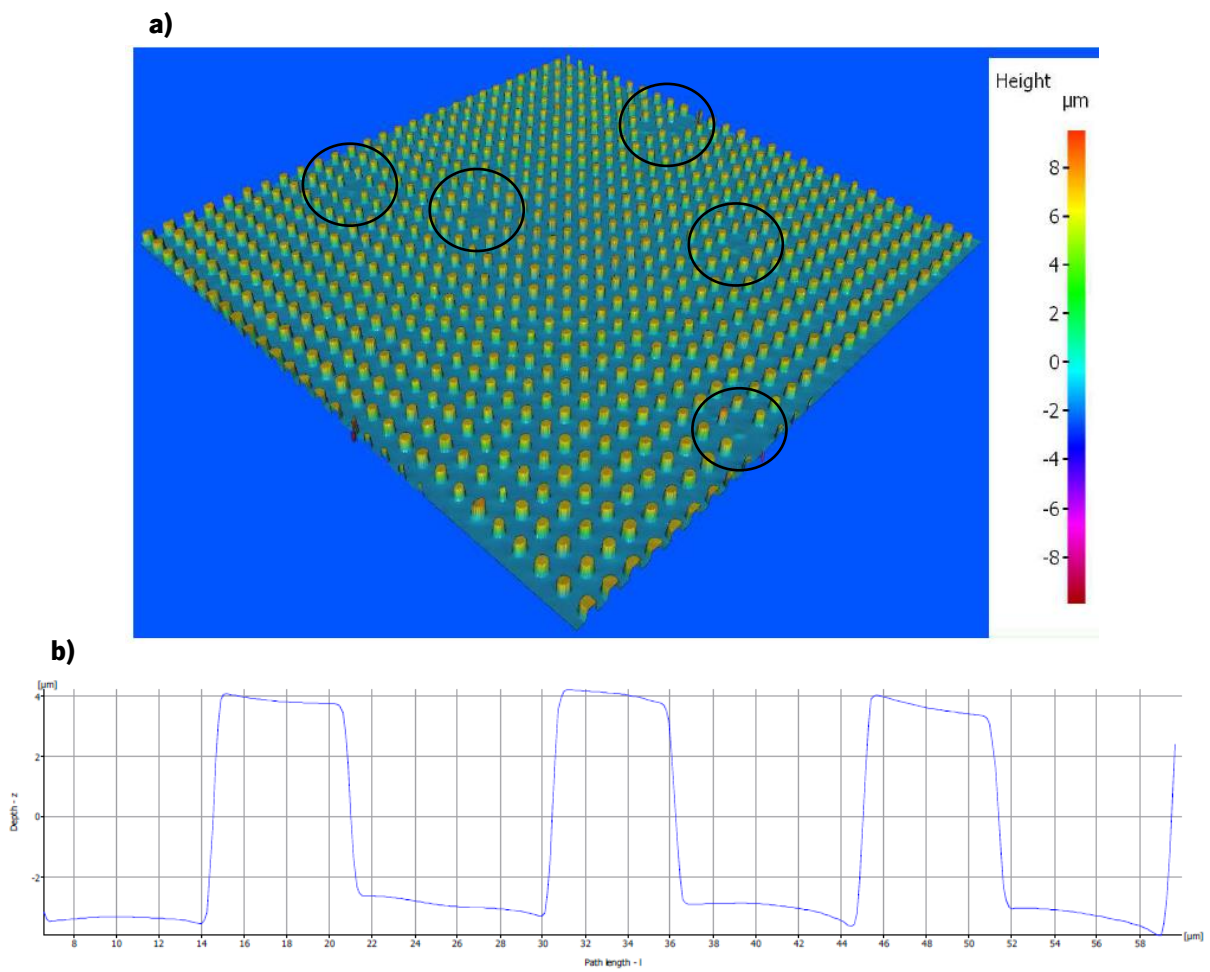 a)
Height
µm
8
6
4
2
0
-2
-4
-6
-8
b)
[µm]
4
2
0
-2
Depth - z
8 10 12 14 16 18 20 22 24 26 28 30 32 34 36 38 40 42 44 46 48 50 52 54 56 58 [µm]
Path length - l